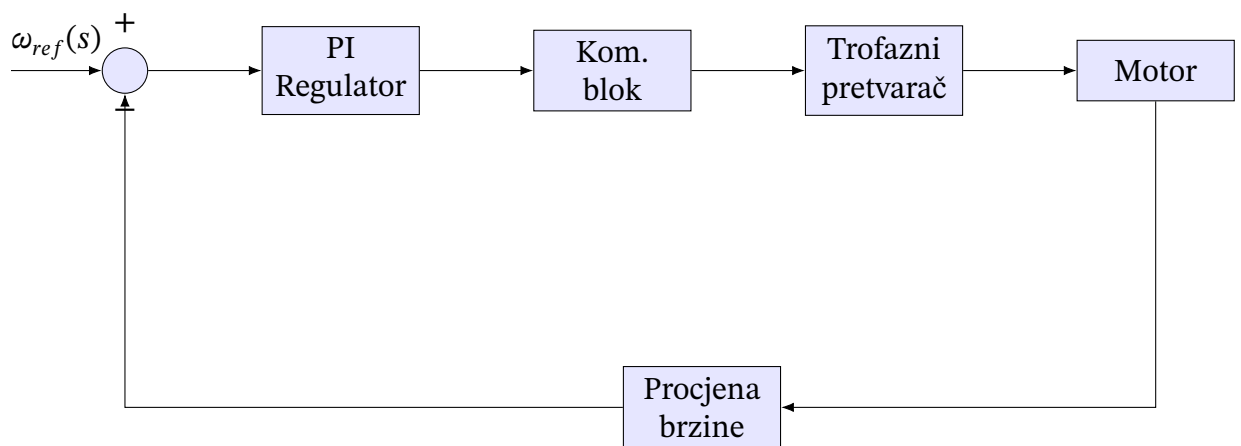 +
ω_ref(s)
PI
Regulator
Kom.
blok
Trofazni
pretvarač
Motor
−
Procjena
brzine